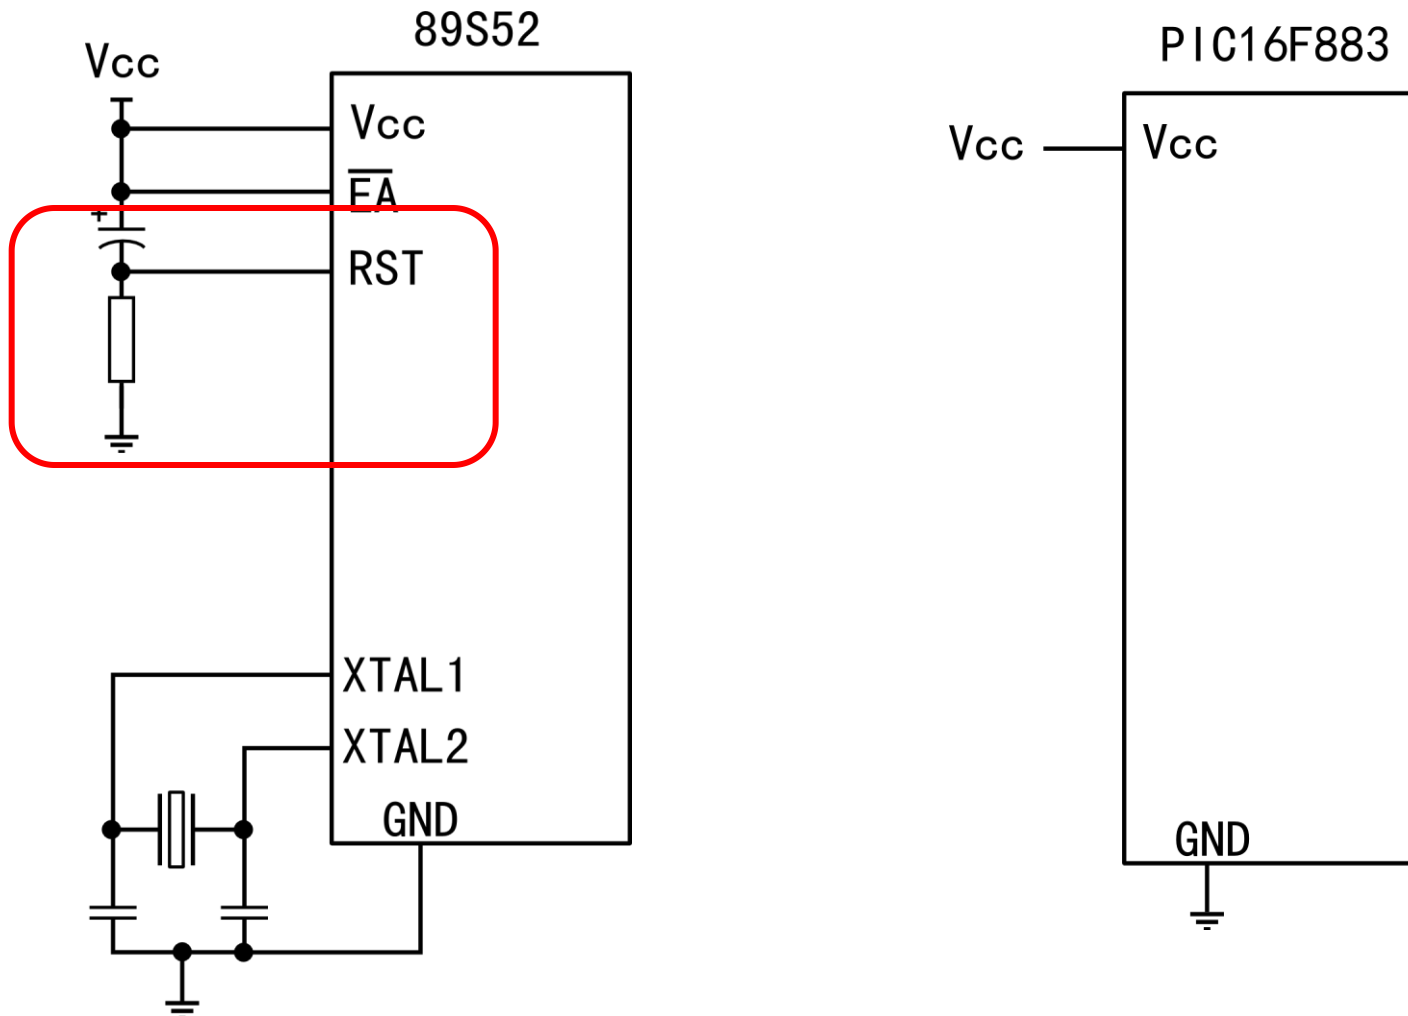 89S52
Vcc
Vcc
EA
+
RST
XTAL1
XTAL2
GND
PIC16F883
Vcc
Vcc
GND